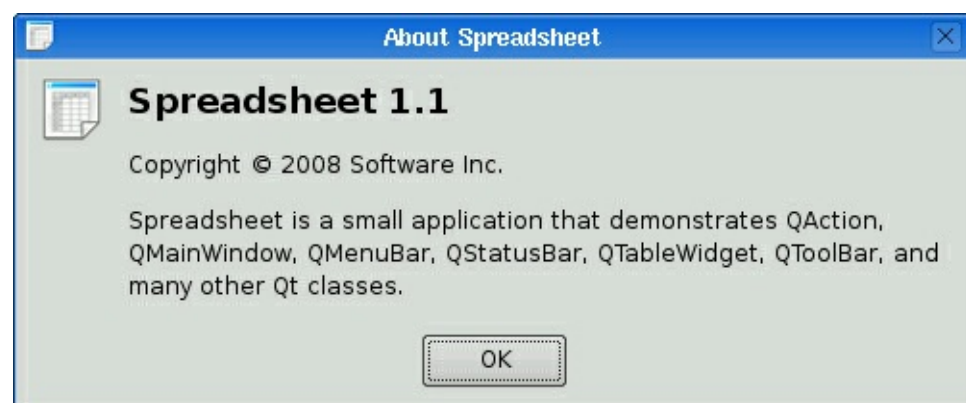 About Spreadsheet
Spreadsheet 1.1
Copyright © 2008 Software Inc.
Spreadsheet is a small application that demonstrates QAction,
QMainWindow, QMenuBar, QStatusBar, QTableWidget, QToolBar, and
many other Qt classes.
OK